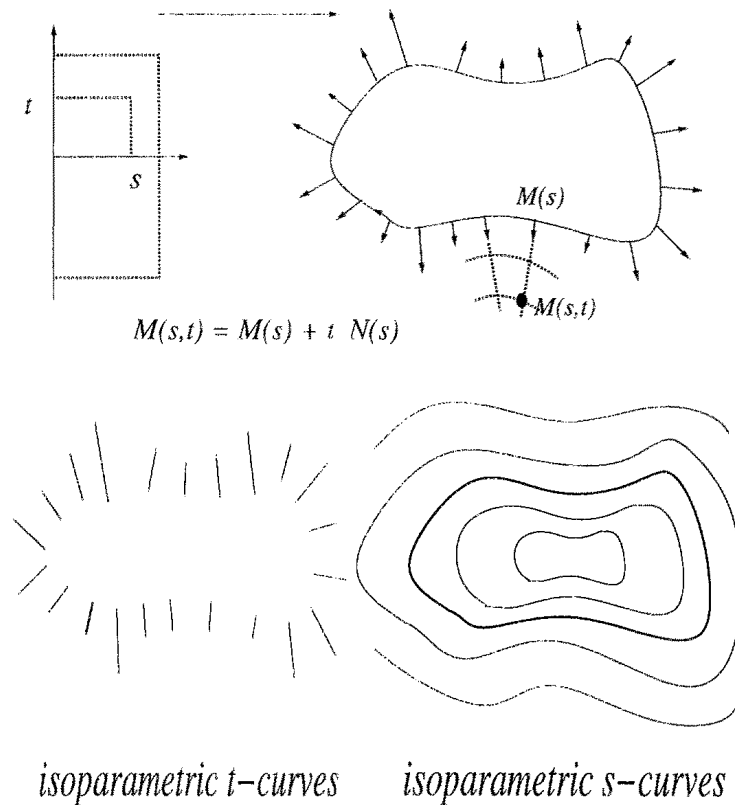 t
s
M(s)
M(s,t)
M(s,t) = M(s) + t N(s)
isoparametric t-curves
isoparametric s-curves